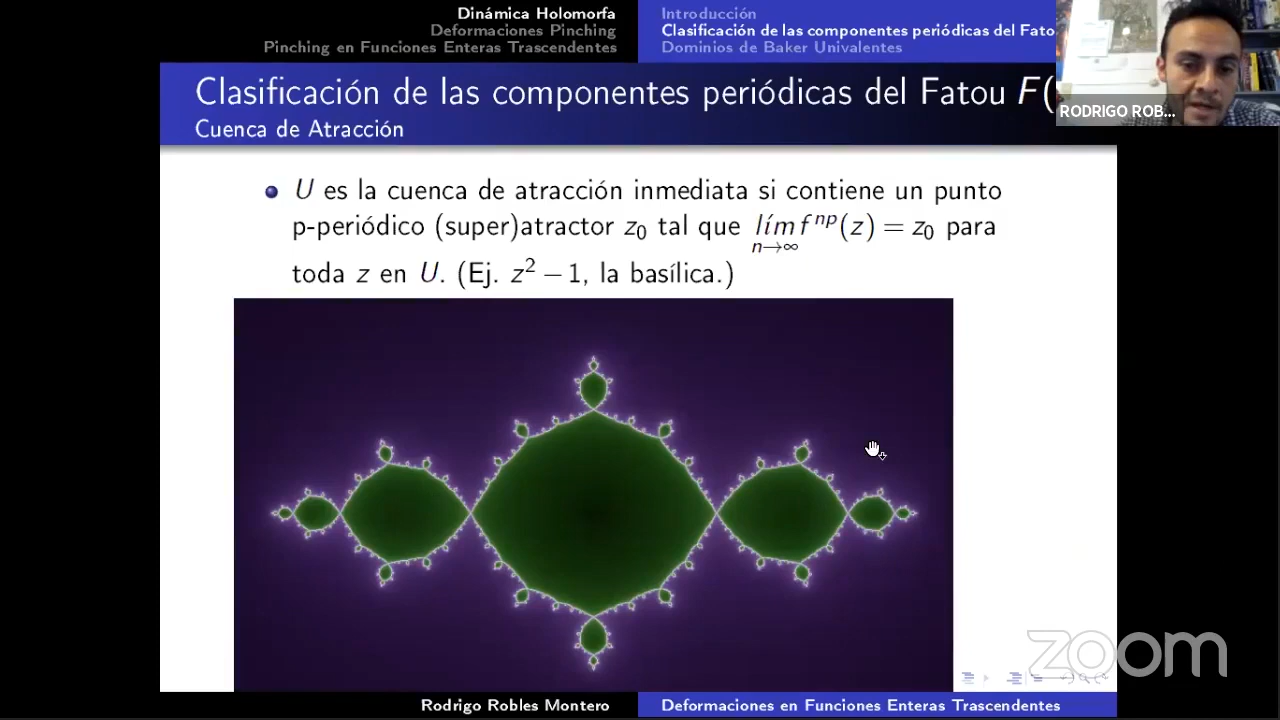 Dinámica Holomorfa
Deformaciones Pinching
Pinching en Funciones Enteras Trascendentes
Introducción
Clasificación de las componentes periódicas del Fato
Dominios de Baker Univalentes
Clasificación de las componentes periódicas del Fatou F(
Cuenca de Atracción
RODRIGO ROB...
U es la cuenca de atracción inmediata si contiene un punto
p-periódico (super)atractor z₀ tal que lím f^{np}(z) = z₀ para
n→∞
toda z en U. (Ej. z² − 1, la basílica.)
zoom
Rodrigo Robles Montero
Deformaciones en Funciones Enteras Trascendentes